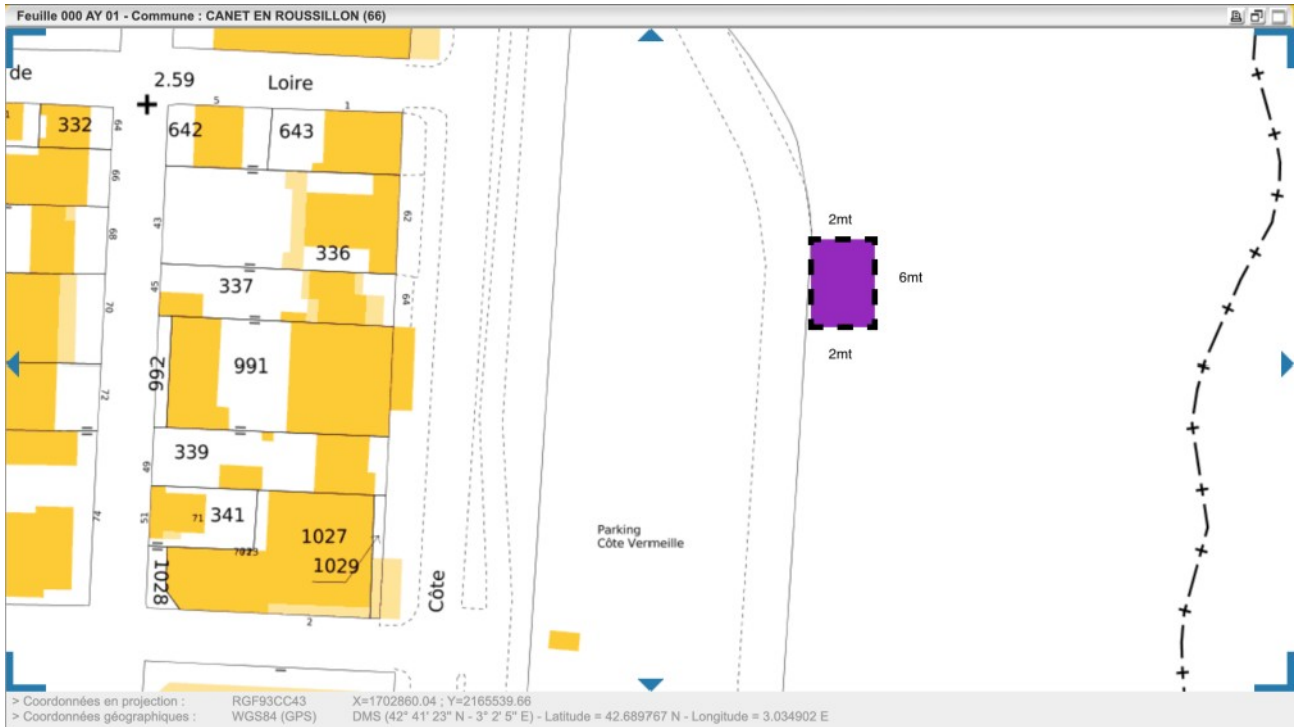 Feuille 000 AY 01 - Commune : CANET EN ROUSSILLON (66)
de
2.59
Loire
5
1
332
64
642
643
66
43
62
68
336
337
45
64
70
992
991
72
339
49
74
51
71
341
1027
1029
1028
2
Côte
2mt
6mt
2mt
Parking
Côte Vermeille
> Coordonnées en projection : RGF93CC43 X=1702860.04 ; Y=2165539.66
> Coordonnées géographiques : WGS84 (GPS) DMS (42° 41' 23" N - 3° 2' 5" E) - Latitude = 42.689767 N - Longitude = 3.034902 E